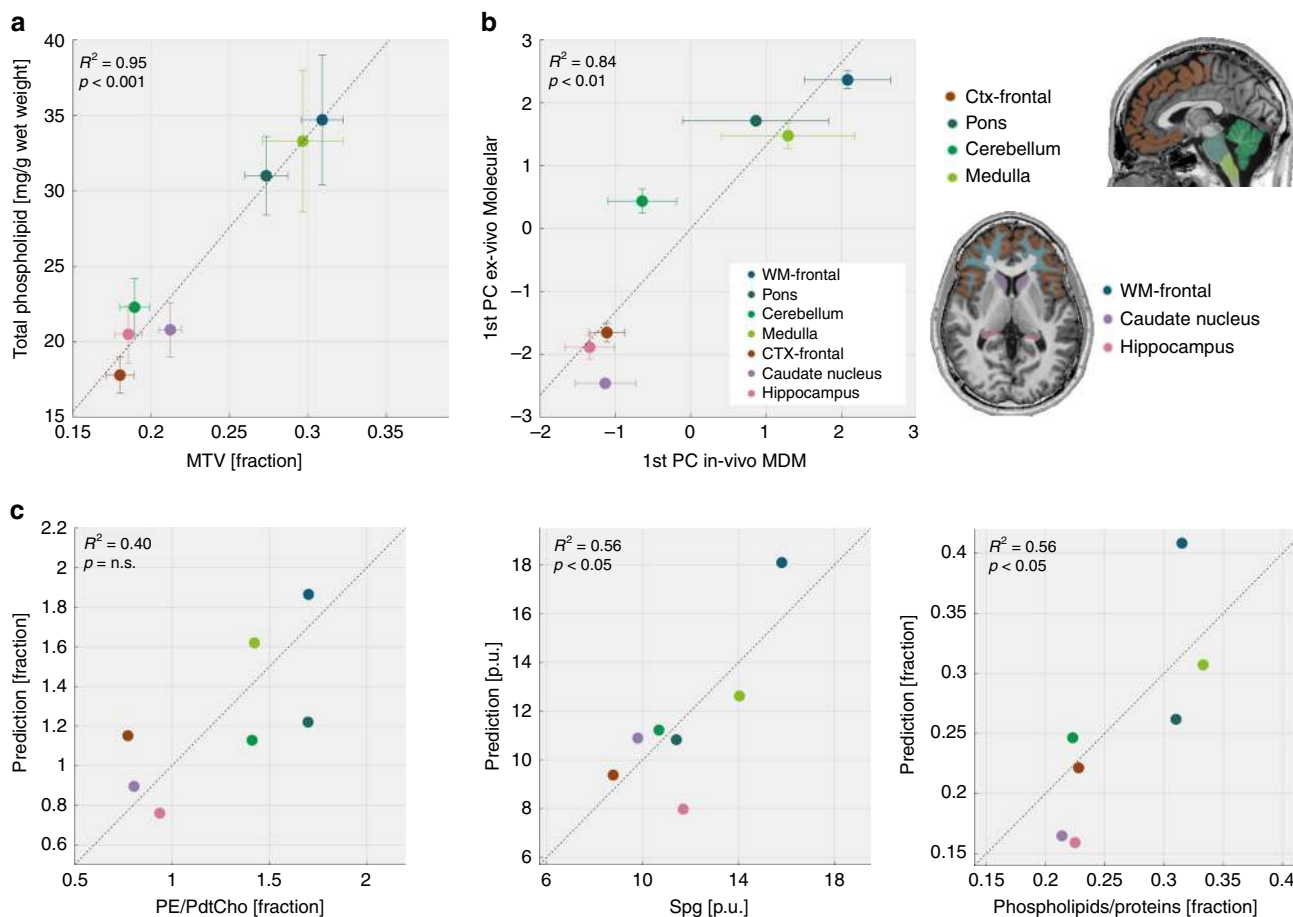 a
40
35
30
25
20
15
Total phospholipid [mg/g wet weight]
R² = 0.95
p < 0.001
0.15
0.2
0.25
0.3
0.35
MTV [fraction]
b
3
2
1
0
−1
−2
−3
1st PC ex-vivo Molecular
R² = 0.84
p < 0.01
WM-frontal
Pons
Cerebellum
Medulla
CTX-frontal
Caudate nucleus
Hippocampus
−2
−1
0
1
2
3
1st PC in-vivo MDM
Ctx-frontal
Pons
Cerebellum
Medulla
WM-frontal
Caudate nucleus
Hippocampus
c
2.2
2
1.8
1.6
1.4
1.2
1
0.8
0.6
Prediction [fraction]
R² = 0.40
p = n.s.
0.5
1
1.5
2
PE/PdtCho [fraction]
18
16
14
12
10
8
6
Prediction [p.u.]
R² = 0.56
p < 0.05
6
10
14
18
Spg [p.u.]
0.4
0.35
0.3
0.25
0.2
0.15
Prediction [fraction]
R² = 0.56
p < 0.05
0.15
0.2
0.25
0.3
0.35
0.4
Phospholipids/proteins [fraction]